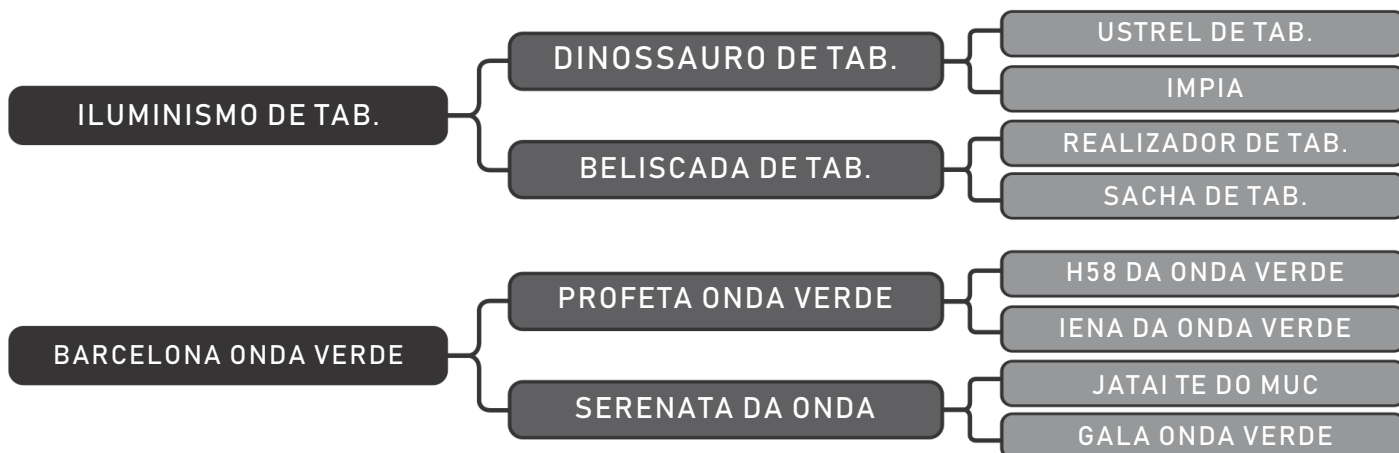 ILUMINISMO DE TAB.
DINOSSAURO DE TAB.
USTREL DE TAB.
IMPIA
BELISCADA DE TAB.
REALIZADOR DE TAB.
SACHA DE TAB.
BARCELONA ONDA VERDE
PROFETA ONDA VERDE
H58 DA ONDA VERDE
IENA DA ONDA VERDE
SERENATA DA ONDA
JATAI TE DO MUC
GALA ONDA VERDE